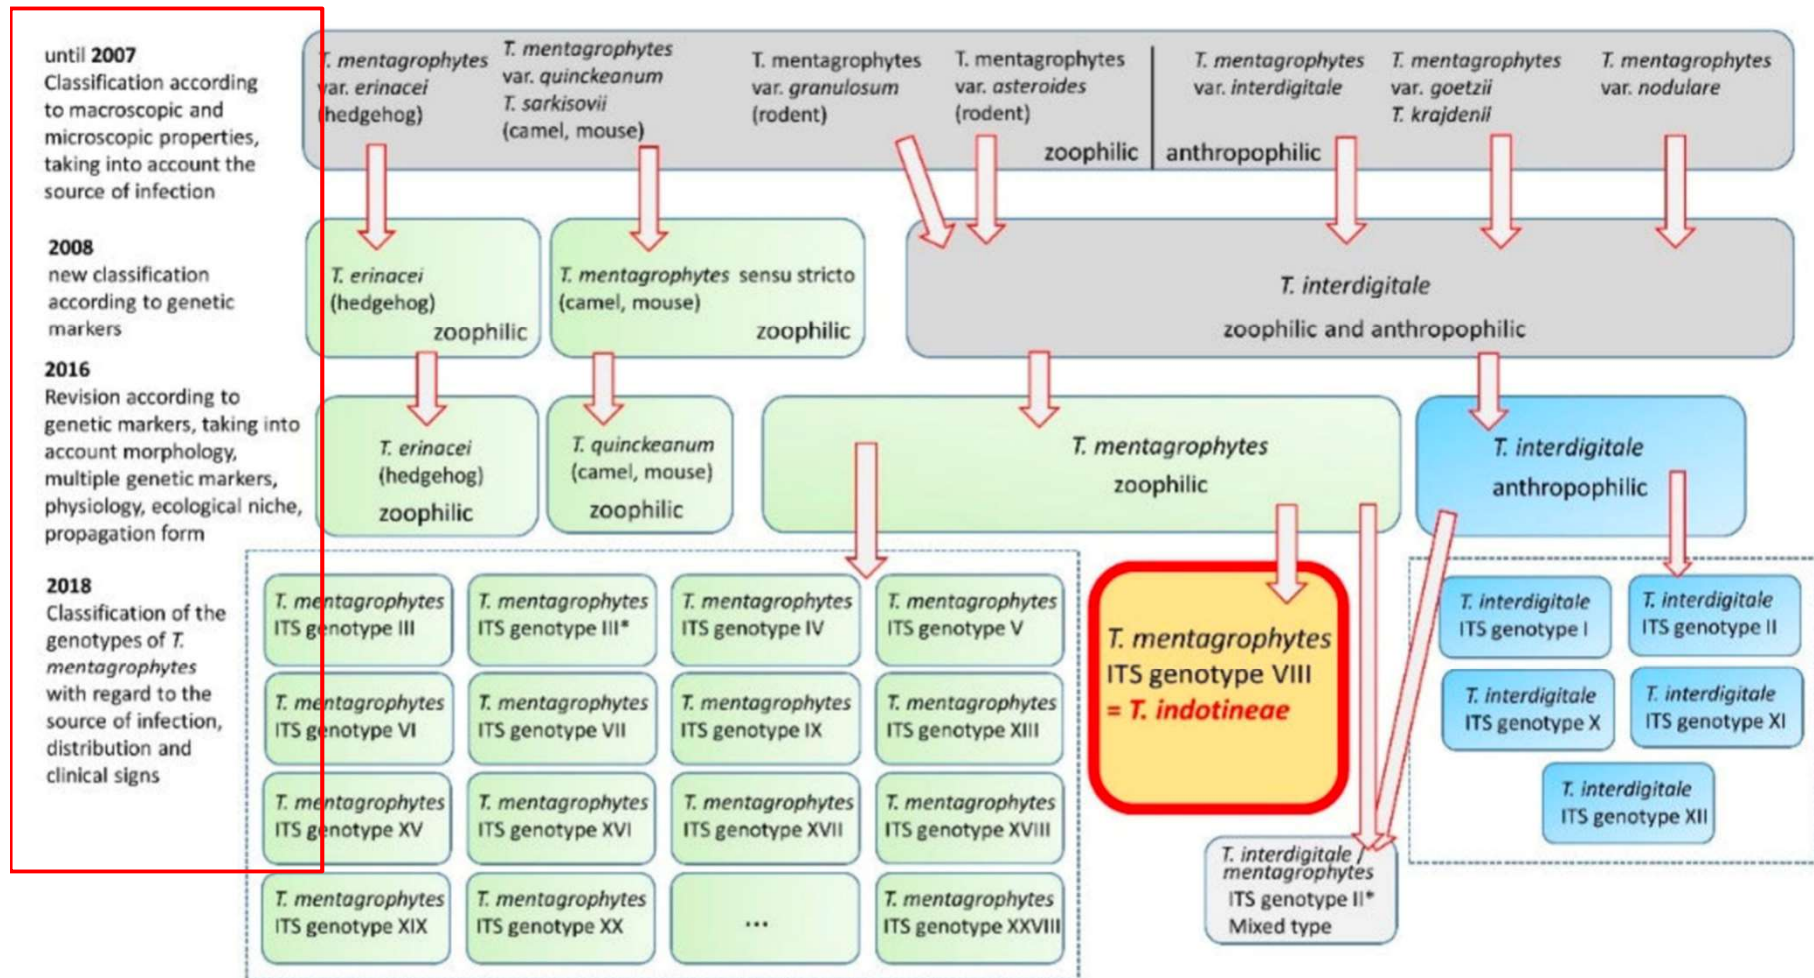 until 2007
Classification according
to macroscopic and
microscopic properties,
taking into account the
source of infection
T. mentagrophytes
var. erinacei
(hedgehog)
T. mentagrophytes
var. quinckeanum
T. sarkisovii
(camel, mouse)
T. mentagrophytes
var. granulosum
(rodent)
T. mentagrophytes
var. asteroides
(rodent)
zoophilic
anthropophilic
T. mentagrophytes
var. interdigitale
T. mentagrophytes
var. goetzii
T. krajdenii
T. mentagrophytes
var. nodulare
2008
new classification
according to genetic
markers
T. erinacei
(hedgehog)
zoophilic
T. mentagrophytes sensu stricto
(camel, mouse)
zoophilic
T. interdigitale
zoophilic and anthropophilic
2016
Revision according to
genetic markers, taking into
account morphology,
multiple genetic markers,
physiology, ecological niche,
propagation form
T. erinacei
(hedgehog)
zoophilic
T. quinckeanum
(camel, mouse)
zoophilic
T. mentagrophytes
zoophilic
T. interdigitale
anthropophilic
2018
Classification of the
genotypes of T.
mentagrophytes
with regard to the
source of infection,
distribution and
clinical signs
T. mentagrophytes
ITS genotype III
T. mentagrophytes
ITS genotype III*
T. mentagrophytes
ITS genotype IV
T. mentagrophytes
ITS genotype V
T. mentagrophytes
ITS genotype VI
T. mentagrophytes
ITS genotype VII
T. mentagrophytes
ITS genotype IX
T. mentagrophytes
ITS genotype XIII
T. mentagrophytes
ITS genotype XV
T. mentagrophytes
ITS genotype XVI
T. mentagrophytes
ITS genotype XVII
T. mentagrophytes
ITS genotype XVIII
T. mentagrophytes
ITS genotype XIX
T. mentagrophytes
ITS genotype XX
...
T. mentagrophytes
ITS genotype XXVIII
T. mentagrophytes
ITS genotype VIII
= T. indotineae
T. interdigitale /
mentagrophytes
ITS genotype II*
Mixed type
T. interdigitale
ITS genotype I
T. interdigitale
ITS genotype II
T. interdigitale
ITS genotype X
T. interdigitale
ITS genotype XI
T. interdigitale
ITS genotype XII